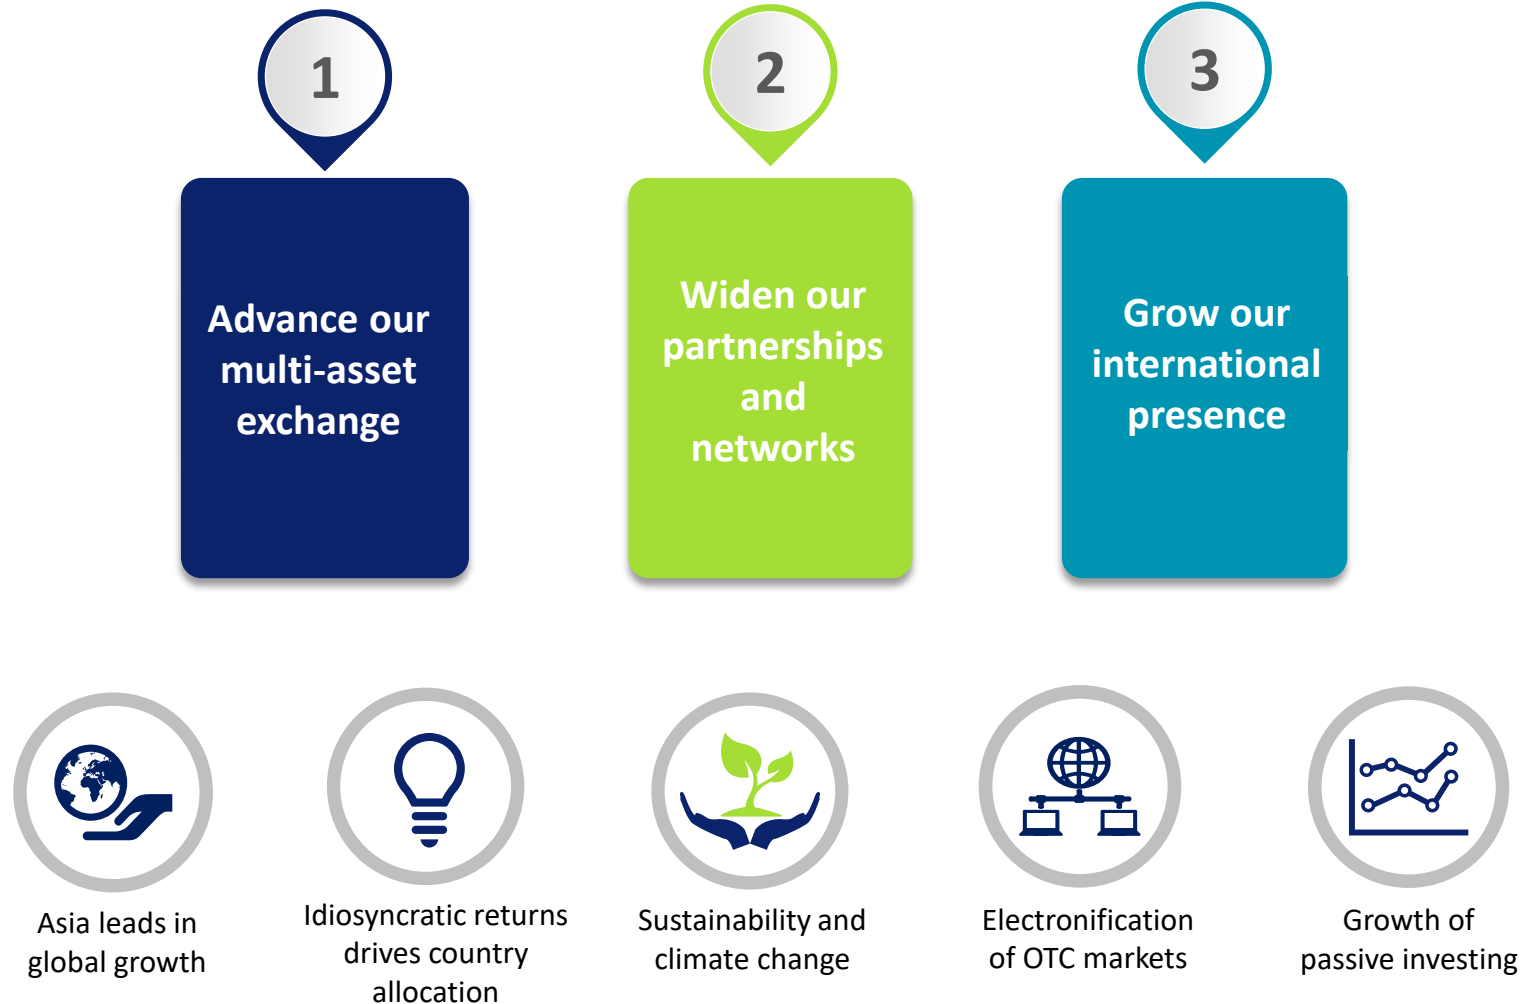 1
Advance our
multi-asset
exchange
2
Widen our
partnerships
and
networks
3
Grow our
international
presence
Asia leads in
global growth
Idiosyncratic returns
drives country
allocation
Sustainability and
climate change
Electronification
of OTC markets
Growth of
passive investing